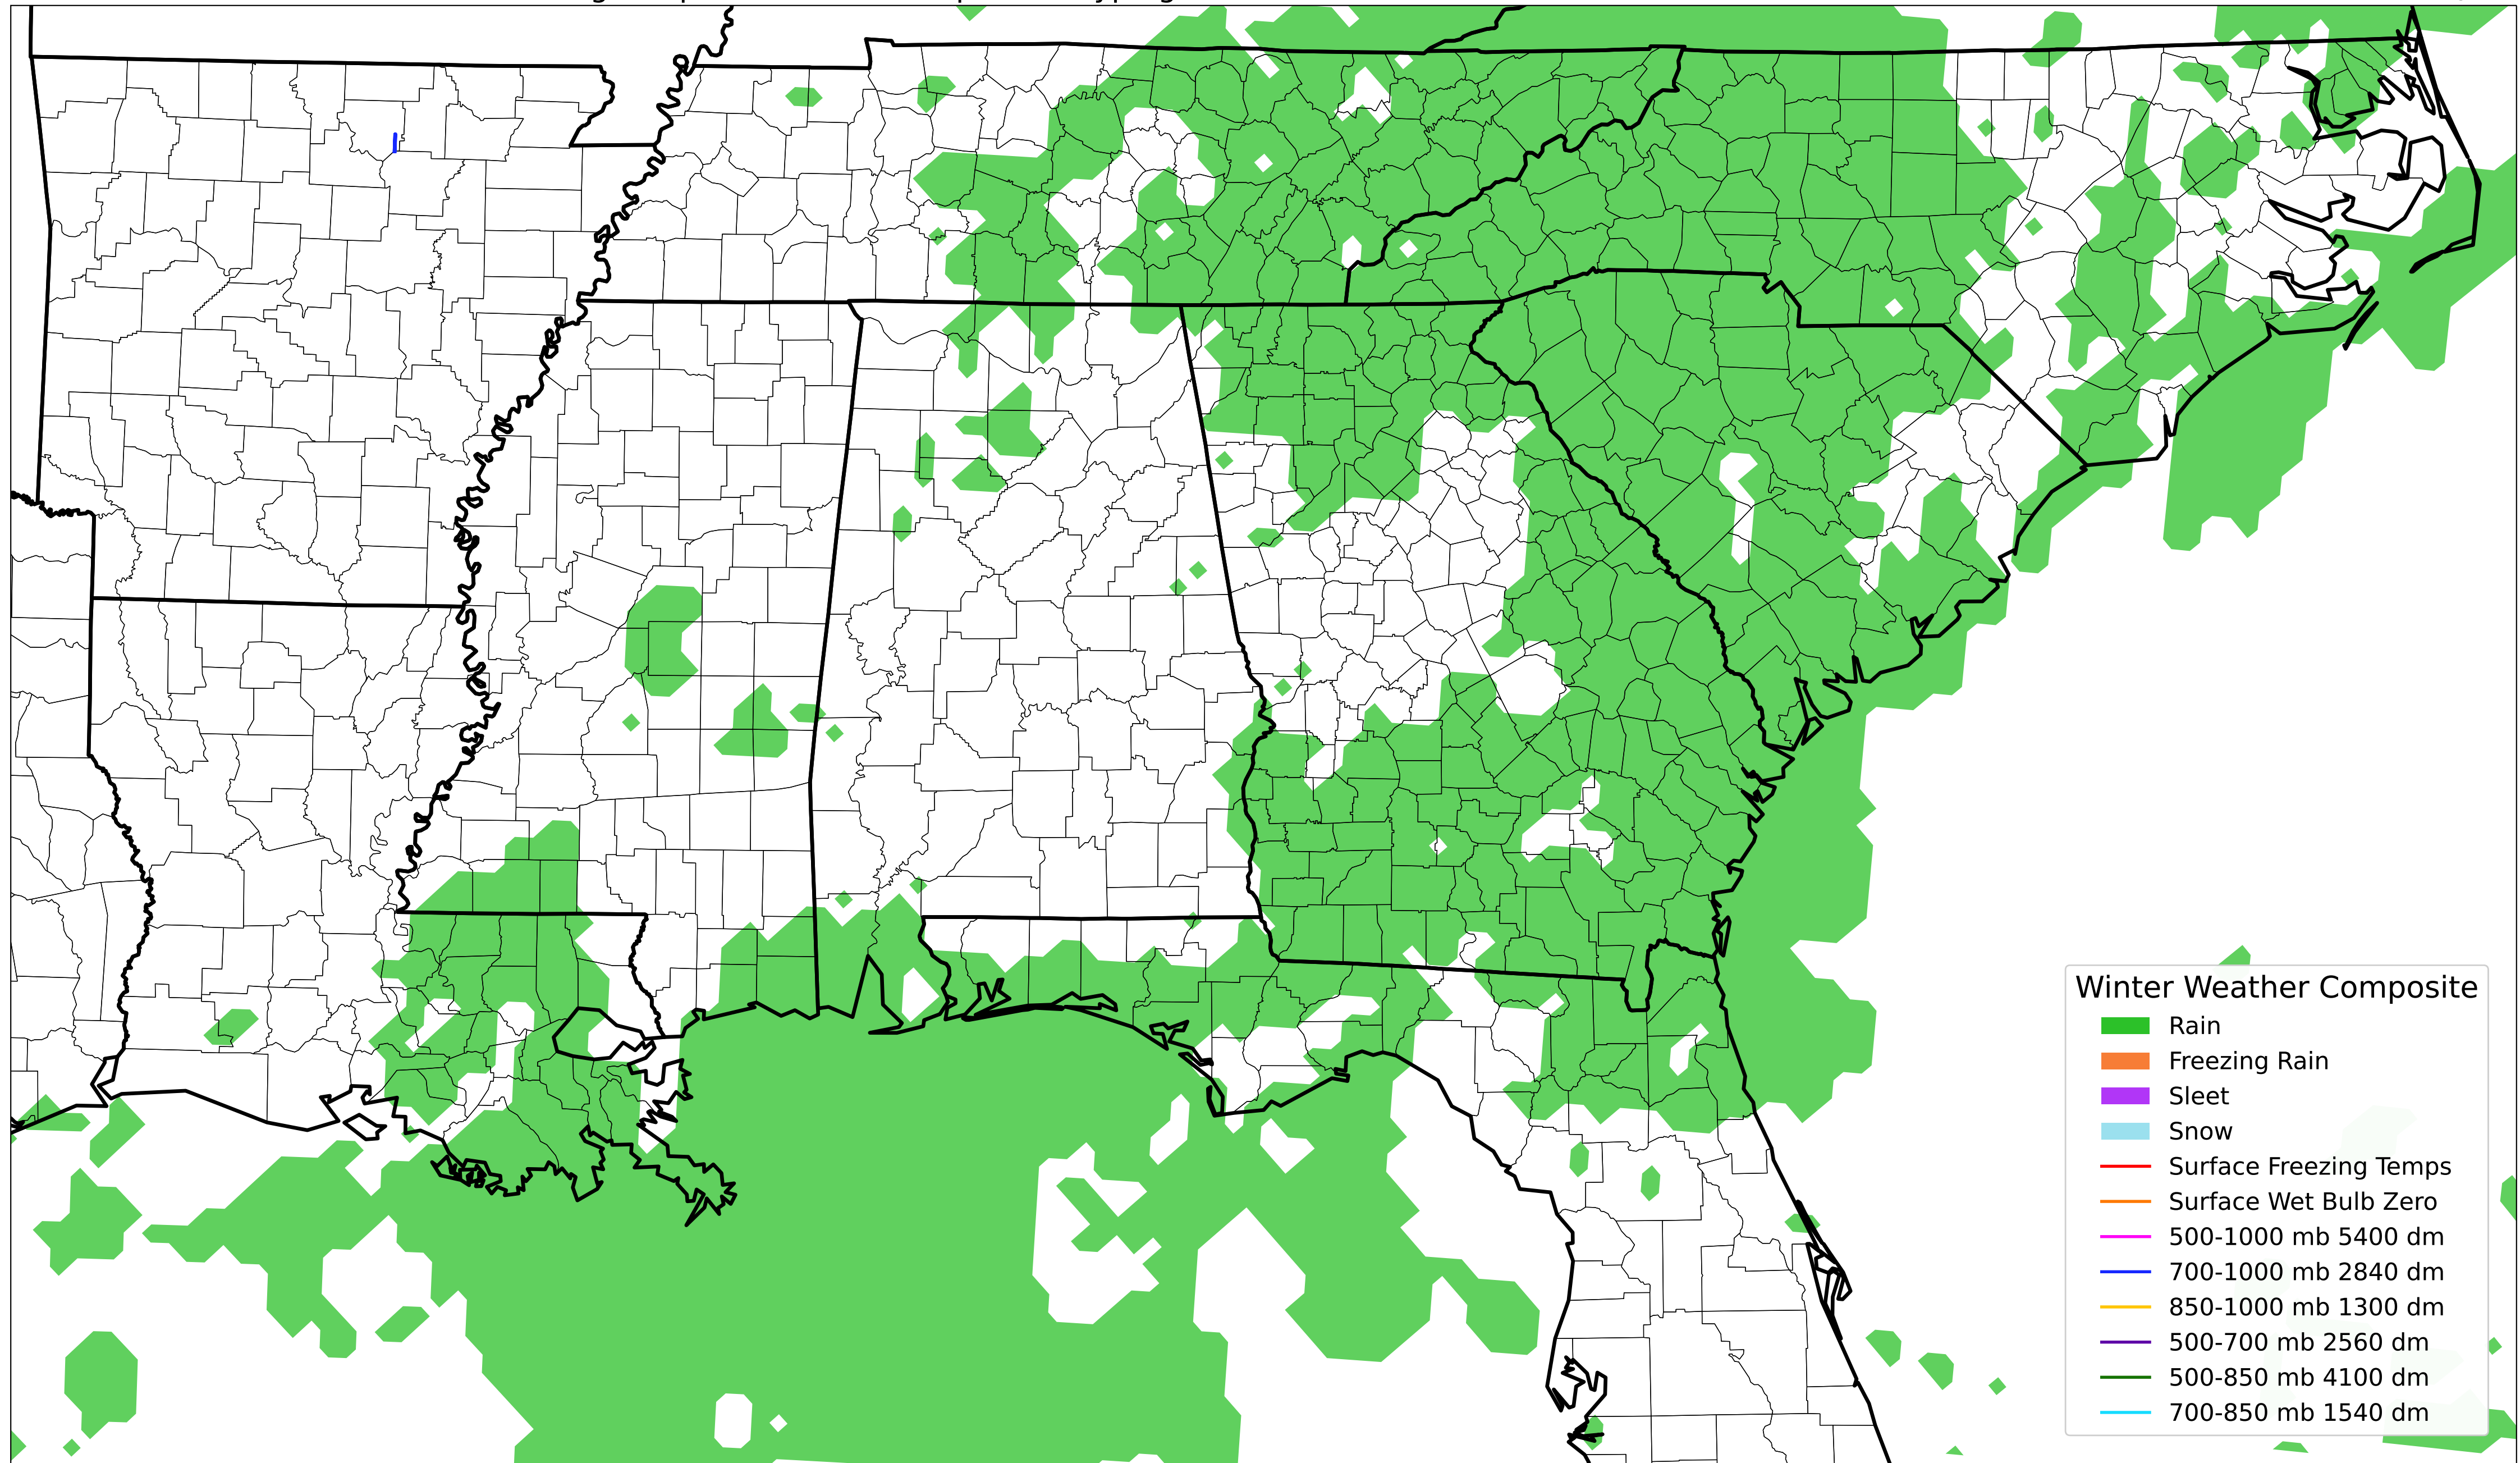 Winter Weather Composite
Rain
Freezing Rain
Sleet
Snow
Surface Freezing Temps
Surface Wet Bulb Zero
500-1000 mb 5400 dm
700-1000 mb 2840 dm
850-1000 mb 1300 dm
500-700 mb 2560 dm
500-850 mb 4100 dm
700-850 mb 1540 dm